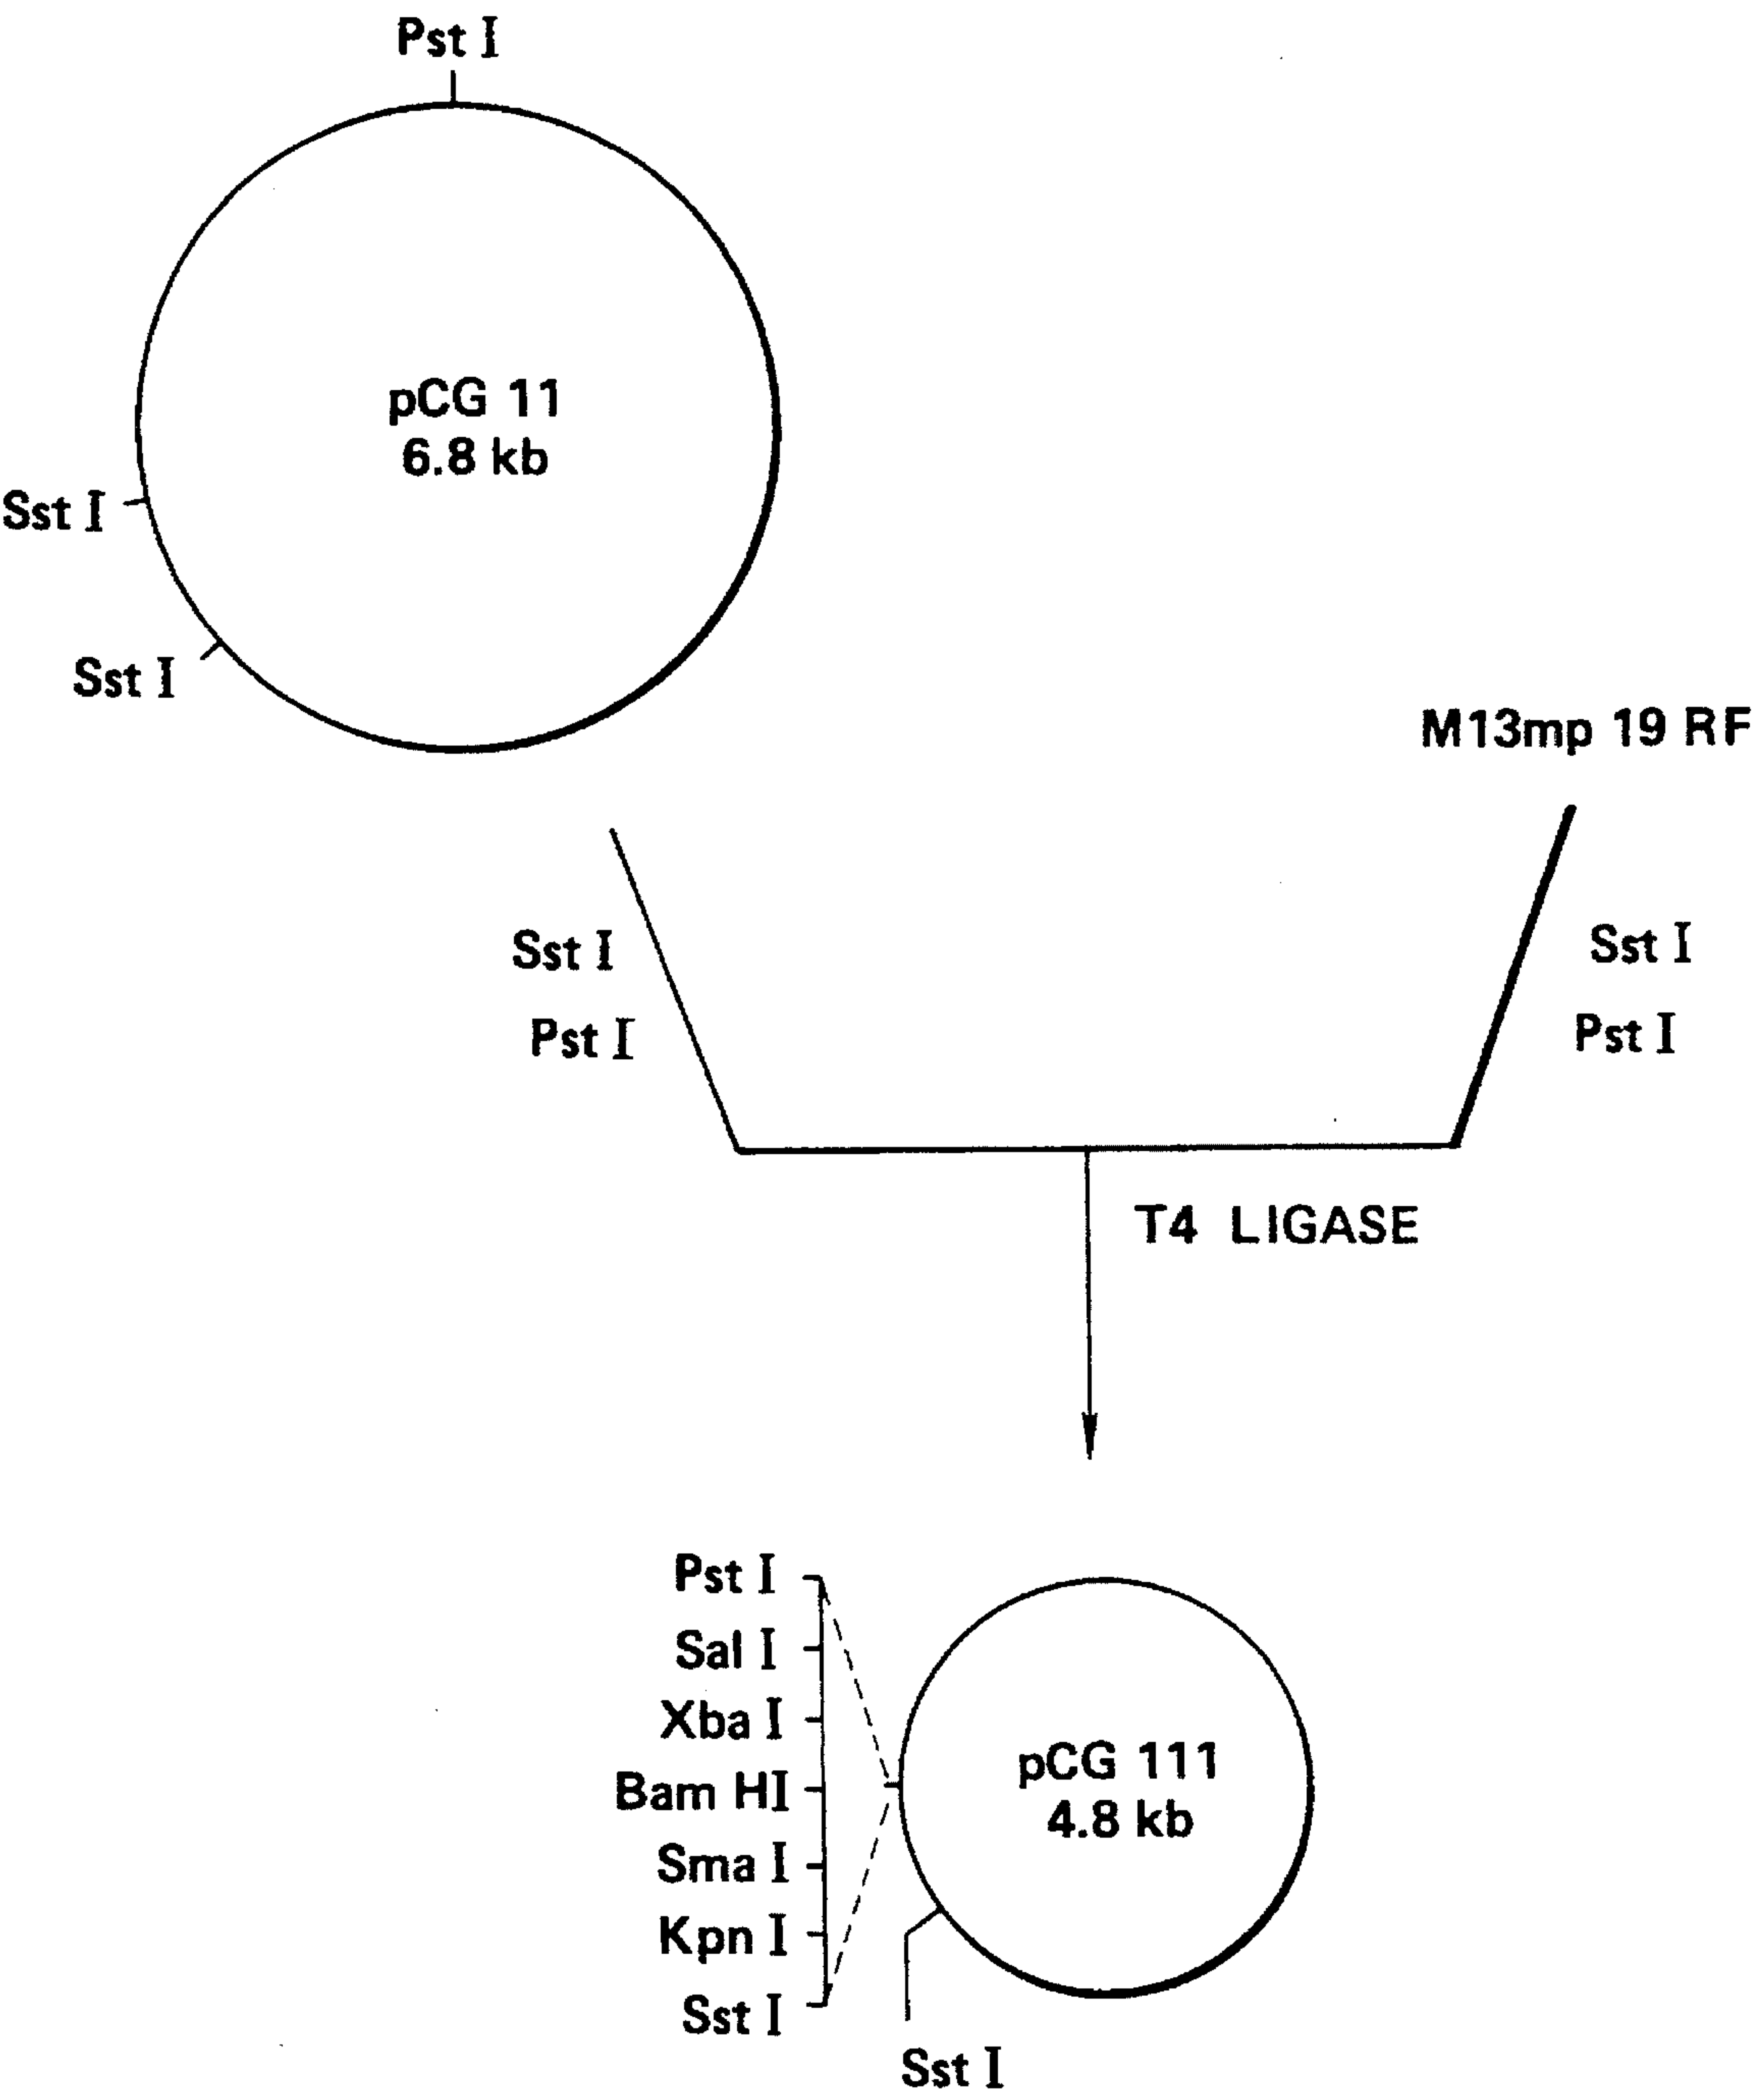 Pst I
pCG 11
6.8 kb
Sst I
Sst I
M13mp 19 RF
Sst I
Pst I
Sst I
Pst I
T4 LIGASE
Pst I
Sal I
Xba I
Bam HI
Sma I
Kpn I
Sst I
pCG 111
4.8 kb
Sst I